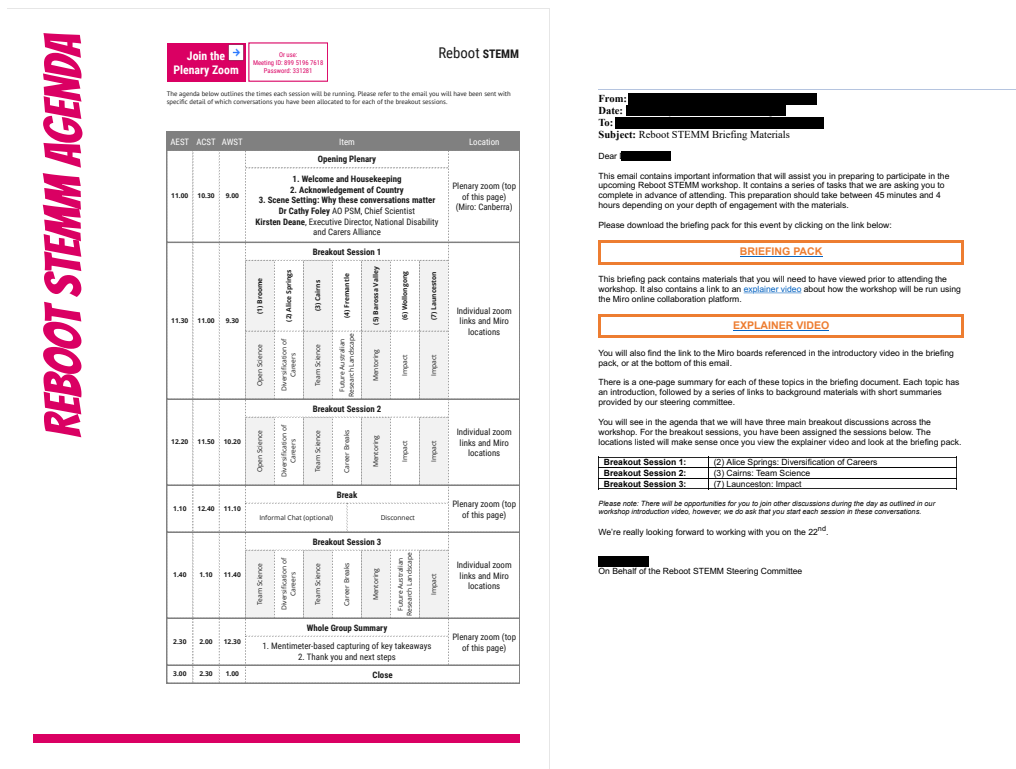 REBOOT STEMM AGENDA
Join the
Plenary Zoom
Or use:
Meeting ID: 899 5196 7618
Password: 331281
Reboot STEMM
The agenda below outlines the times each session will be running. Please refer to the email you will have been sent with
specific detail of which conversations you have been allocated to for each of the breakout sessions.
AEST ACST AWST Item Location
Opening Plenary
11.00 10.30 9.00
1. Welcome and Housekeeping
2. Acknowledgement of Country
3. Scene Setting: Why these conversations matter
Dr Cathy Foley AO PSM, Chief Scientist
Kirsten Deane, Executive Director, National Disability
and Carers Alliance
Plenary zoom (top
of this page)
(Miro: Canberra)
Breakout Session 1
11.30 11.00 9.30
(1) Broome
(2) Alice Springs
(3) Cairns
(4) Fremantle
(5) Barossa Valley
(6) Wollongong
(7) Launceston
Open Science
Diversification of
Careers
Team Science
Future Australian
Research Landscape
Mentoring
Impact
Impact
Individual zoom
links and Miro
locations
Breakout Session 2
12.20 11.50 10.20
Open Science
Diversification of
Careers
Team Science
Career Breaks
Mentoring
Impact
Impact
Individual zoom
links and Miro
locations
Break
1.10 12.40 11.10
Informal Chat (optional) Disconnect
Plenary zoom (top
of this page)
Breakout Session 3
1.40 1.10 11.40
Team Science
Diversification of
Careers
Team Science
Career Breaks
Mentoring
Future Australian
Research Landscape
Impact
Individual zoom
links and Miro
locations
Whole Group Summary
2.30 2.00 12.30
1. Mentimeter-based capturing of key takeaways
2. Thank you and next steps
Plenary zoom (top
of this page)
3.00 2.30 1.00 Close
From:
Date:
To:
Subject: Reboot STEMM Briefing Materials
Dear
This email contains important information that will assist you in preparing to participate in the
upcoming Reboot STEMM workshop. It contains a series of tasks that we are asking you to
complete in advance of attending. This preparation should take between 45 minutes and 4
hours depending on your depth of engagement with the materials.
Please download the briefing pack for this event by clicking on the link below:
BRIEFING PACK
This briefing pack contains materials that you will need to have viewed prior to attending the
workshop. It also contains a link to an explainer video about how the workshop will be run using
the Miro online collaboration platform.
EXPLAINER VIDEO
You will also find the link to the Miro boards referenced in the introductory video in the briefing
pack, or at the bottom of this email.
There is a one-page summary for each of these topics in the briefing document. Each topic has
an introduction, followed by a series of links to background materials with short summaries
provided by our steering committee.
You will see in the agenda that we will have three main breakout discussions across the
workshop. For the breakout sessions, you have been assigned the sessions below. The
locations listed will make sense once you view the explainer video and look at the briefing pack.
Breakout Session 1: (2) Alice Springs: Diversification of Careers
Breakout Session 2: (3) Cairns: Team Science
Breakout Session 3: (7) Launceston: Impact
Please note: There will be opportunities for you to join other discussions during the day as outlined in our
workshop introduction video, however, we do ask that you start each session in these conversations.
We're really looking forward to working with you on the 22nd.
On Behalf of the Reboot STEMM Steering Committee